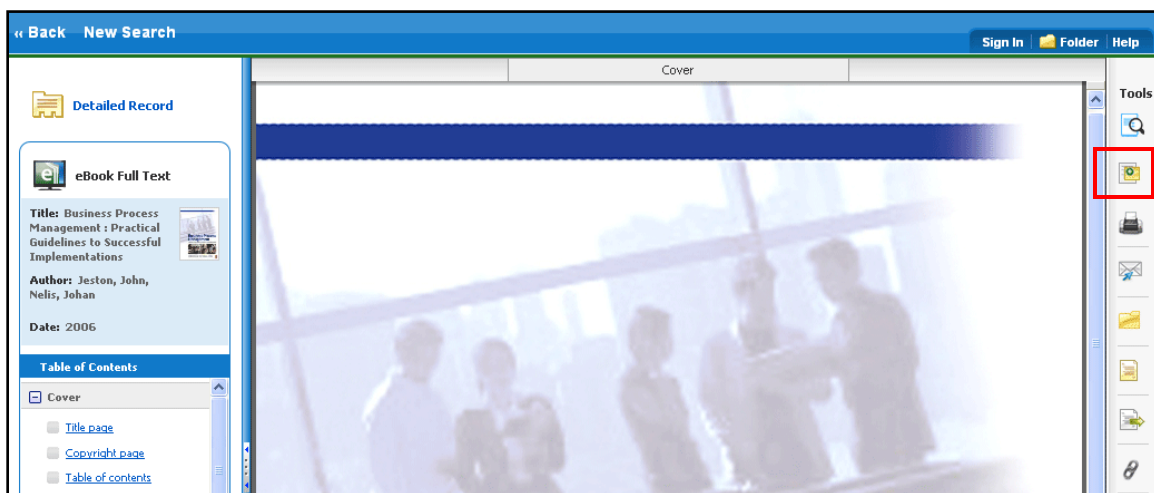 ‹‹ Back New Search
Sign In Folder Help
Cover
Tools
Detailed Record
eBook Full Text
Title: Business Process
Management : Practical
Guidelines to Successful
Implementations
Author: Jeston, John,
Nelis, Johan
Date: 2006
Table of Contents
Cover
Title page
Copyright page
Table of contents